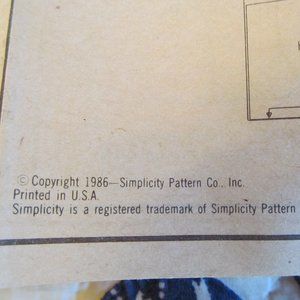 © Copyright 1986—Simplicity Pattern Co., Inc.
Printed in U.S.A.
Simplicity is a registered trademark of Simplicity Pattern